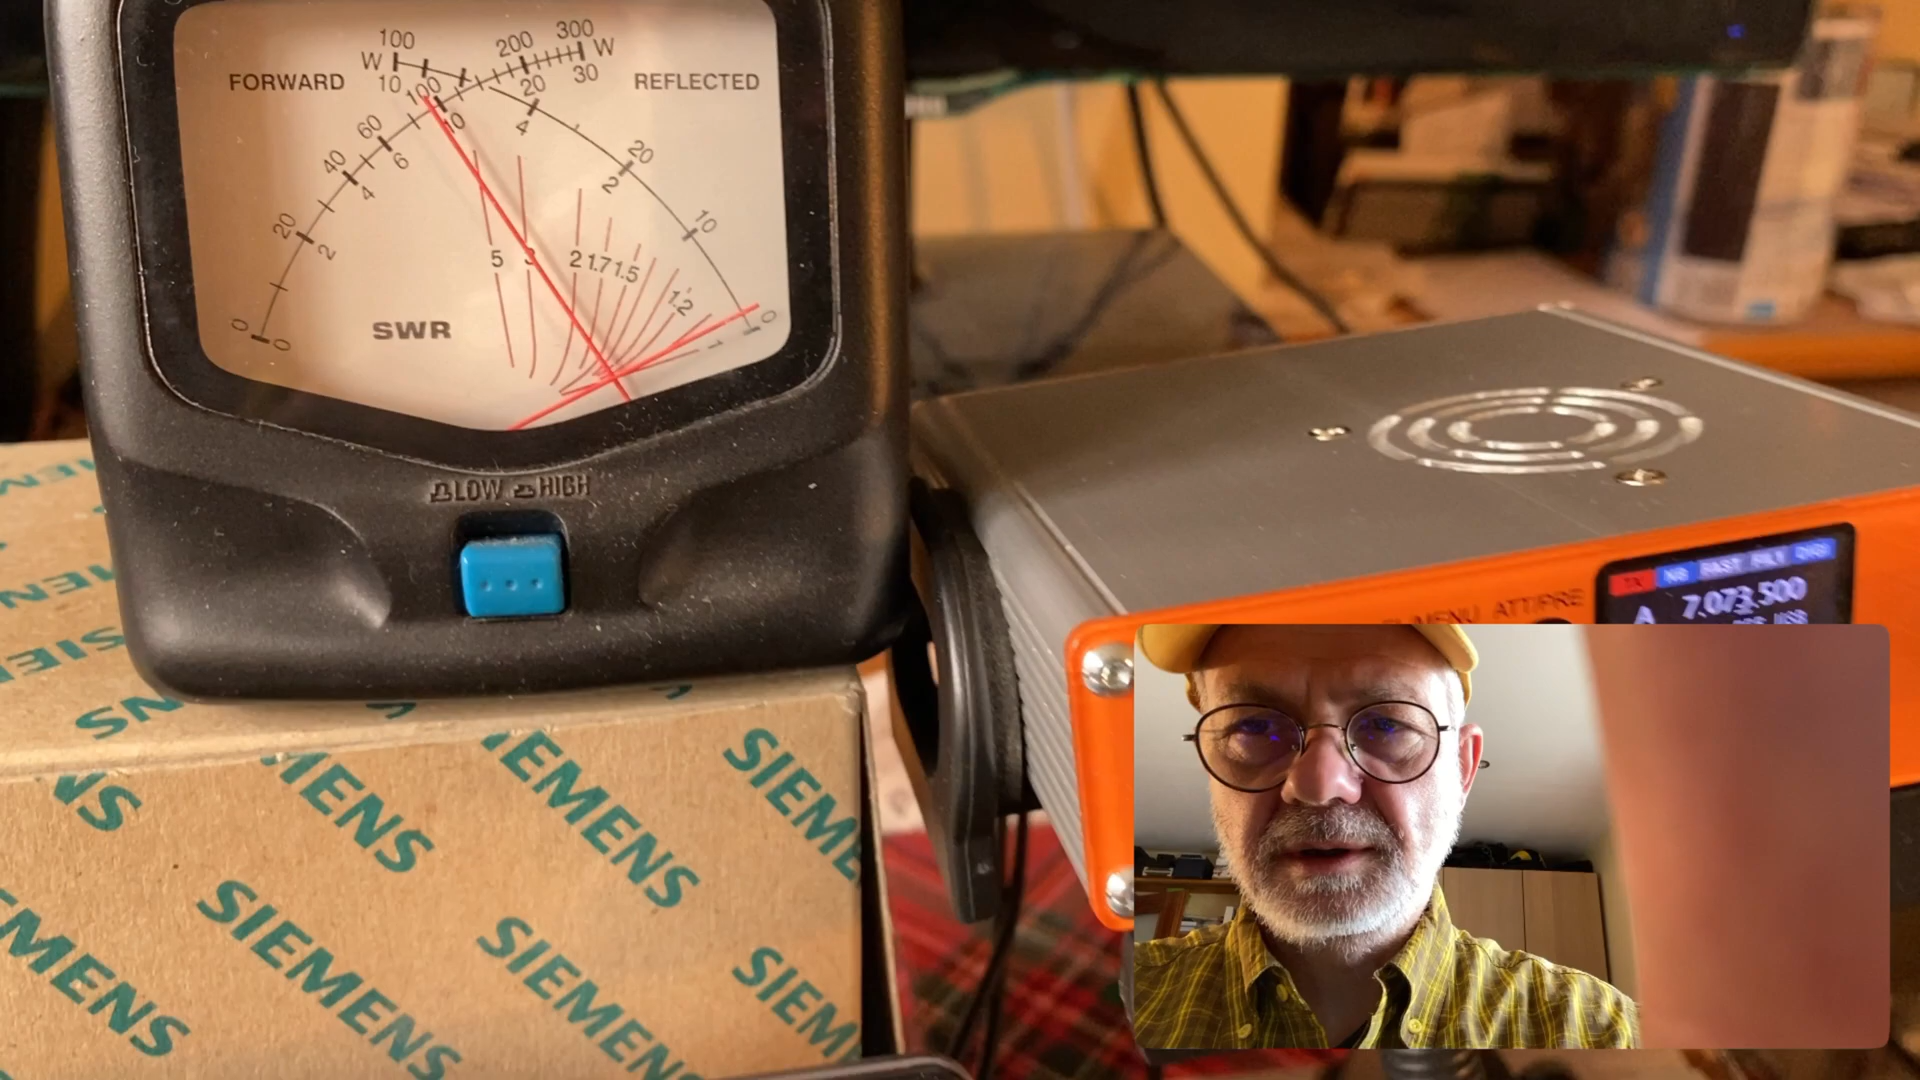 100 200 300
W W
10 20 30
FORWARD REFLECTED
100
10
60
6
40
4
20
2
0
0
4
20
2
10
0
5 3 2 1.7 1.5
1.2
1
SWR
LOW HIGH
TX NB FAST DIGI
A 7.073.500
MENU ATT/PRE
SIEMENS
SIEMENS
SIEMENS
SIEMENS
SIEMENS